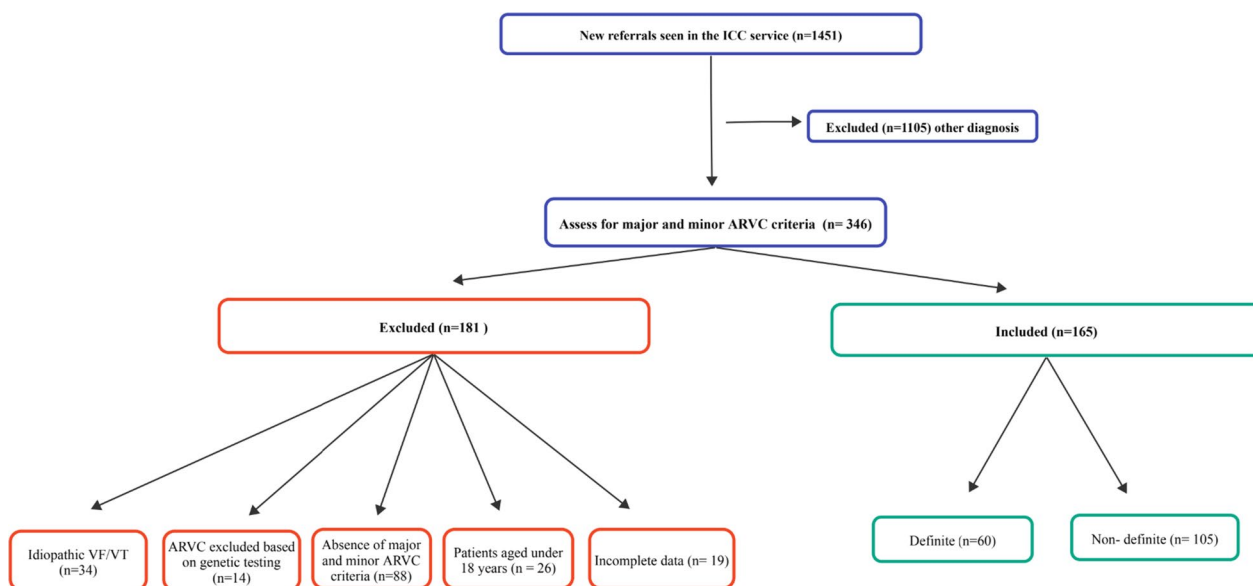 New referrals seen in the ICC service (n=1451)
Excluded (n=1105) other diagnosis
Assess for major and minor ARVC criteria (n= 346)
Excluded (n=181 )
Included (n=165)
Idiopathic VF/VT
(n=34)
ARVC excluded based
on genetic testing
(n=14)
Absence of major
and minor ARVC
criteria (n=88)
Patients aged under
18 years (n = 26)
Incomplete data (n= 19)
Definite (n=60)
Non- definite (n= 105)